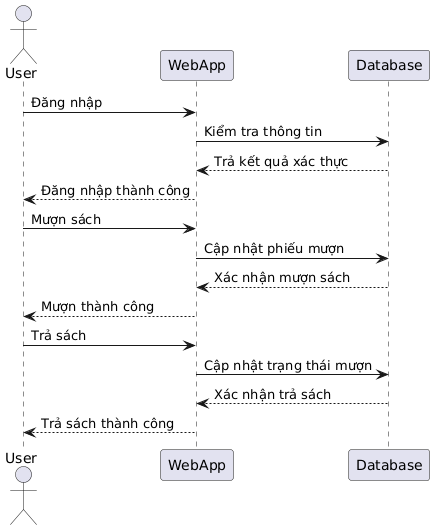 User
WebApp
Database
Đăng nhập
Kiểm tra thông tin
Trả kết quả xác thực
Đăng nhập thành công
Mượn sách
Cập nhật phiếu mượn
Xác nhận mượn sách
Mượn thành công
Trả sách
Cập nhật trạng thái mượn
Xác nhận trả sách
Trả sách thành công
User
WebApp
Database